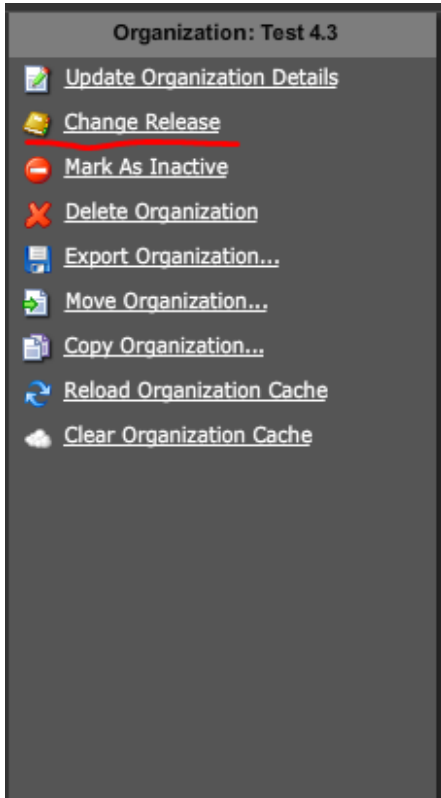 Organization: Test 4.3
Update Organization Details
Change Release
Mark As Inactive
Delete Organization
Export Organization...
Move Organization...
Copy Organization...
Reload Organization Cache
Clear Organization Cache